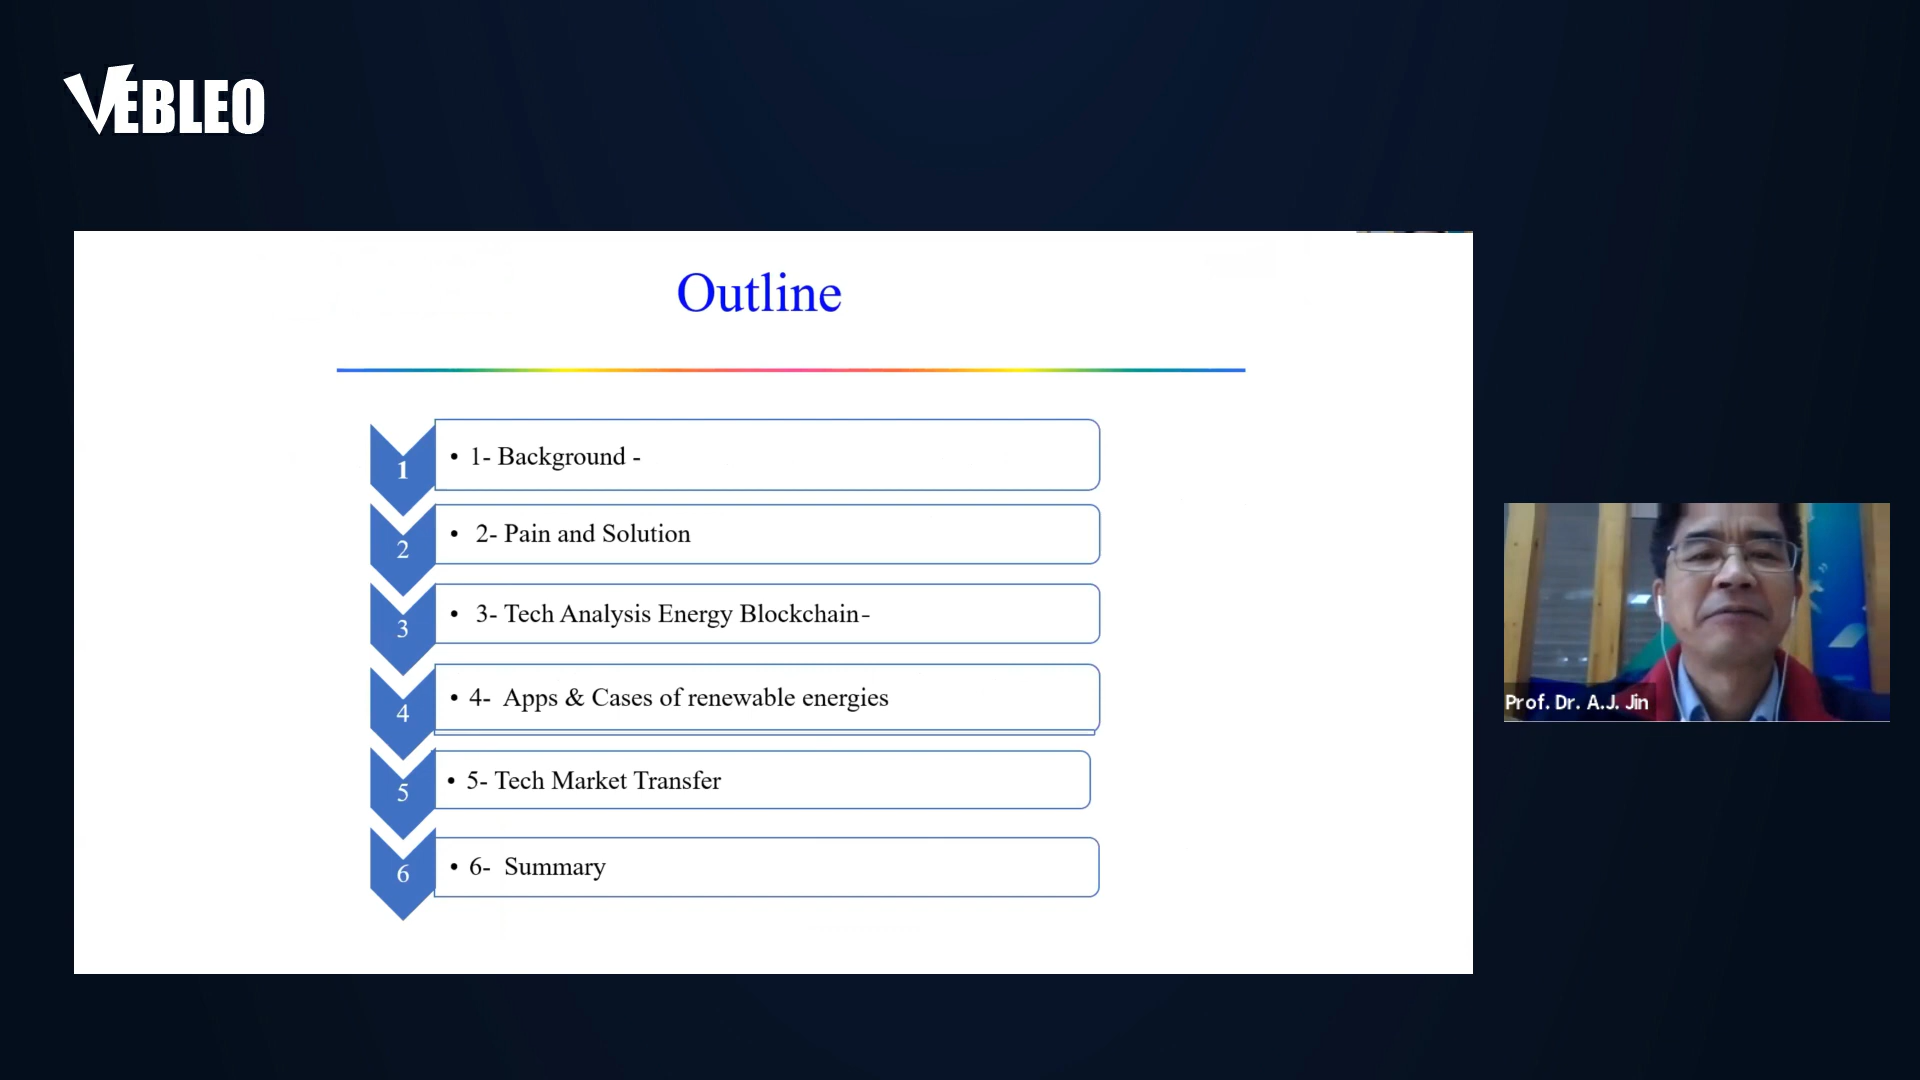 VEBLEO
Outline
1
• 1- Background -
2
• 2- Pain and Solution
3
• 3- Tech Analysis Energy Blockchain-
4
• 4- Apps & Cases of renewable energies
5
• 5- Tech Market Transfer
6
• 6- Summary
Prof. Dr. A.J. Jin